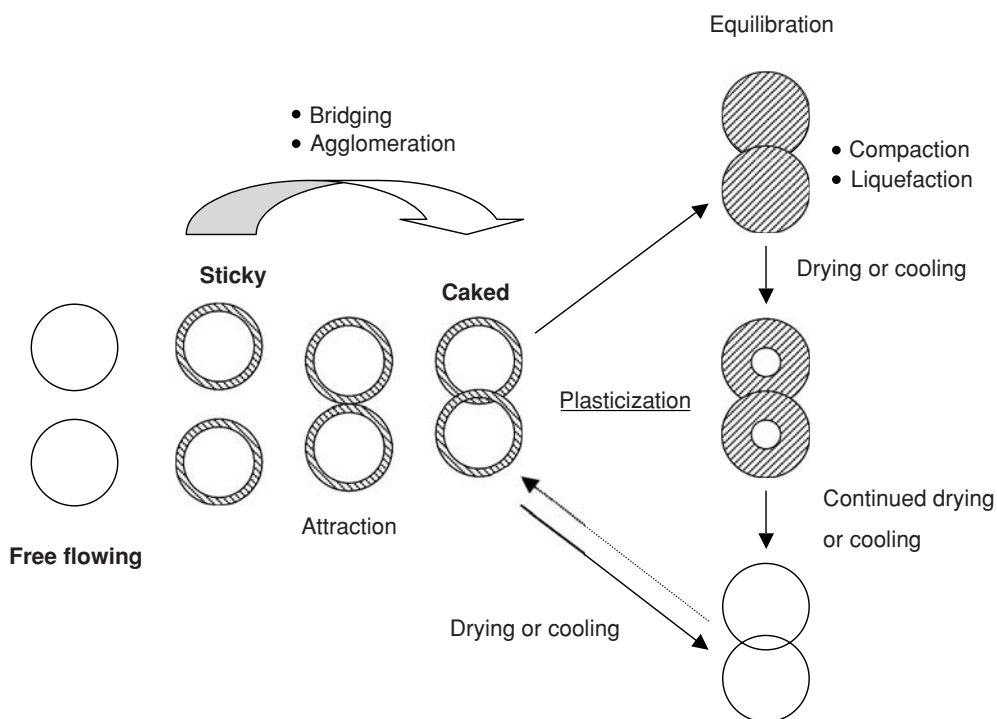 Equilibration
• Bridging
• Agglomeration
• Compaction
• Liquefaction
Sticky
Caked
Drying or cooling
Plasticization
Attraction
Free flowing
Continued drying
or cooling
Drying or cooling